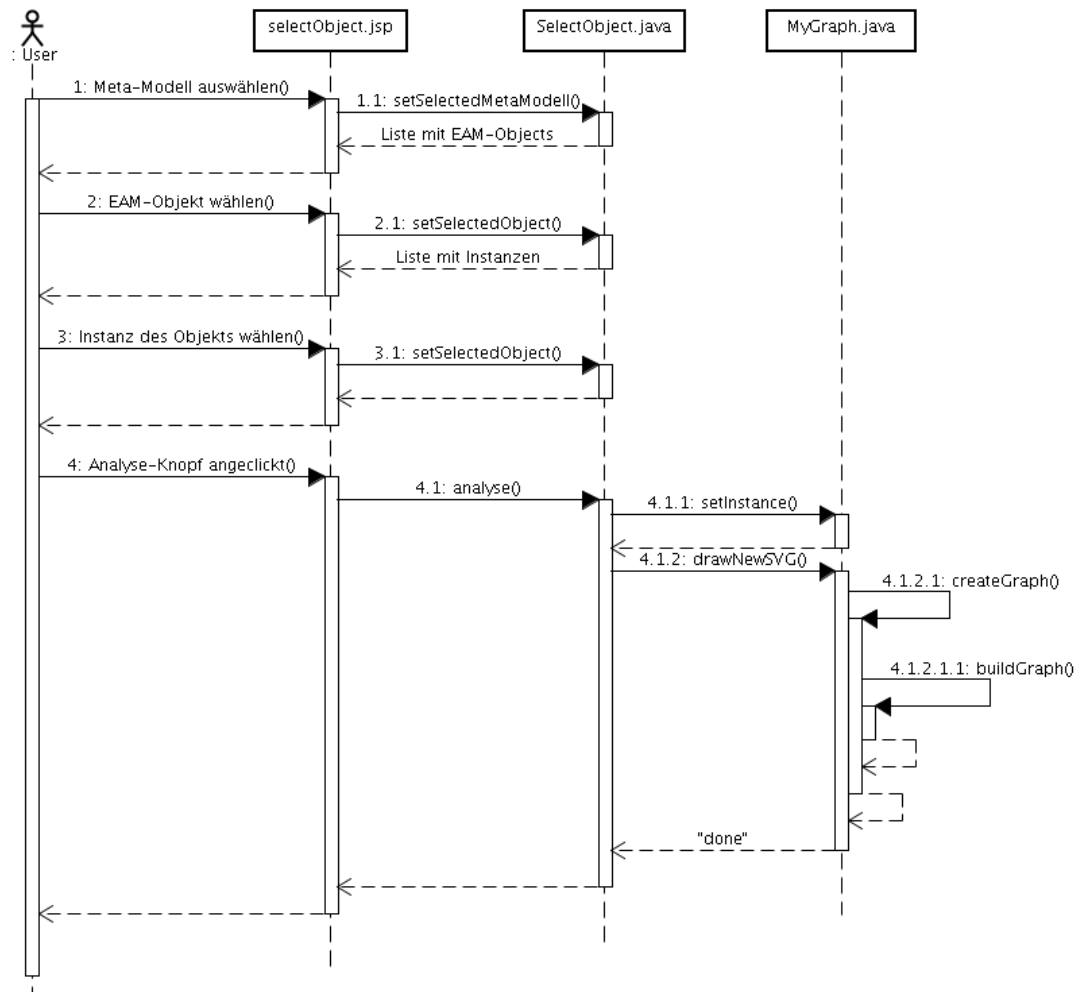 selectObject.jsp
SelectObject.java
MyGraph.java
: User
1: Meta-Modell auswählen()
1.1: setSelectedMetaModell()
Liste mit EAM-Objects
2: EAM-Objekt wählen()
2.1: setSelectedObject()
Liste mit Instanzen
3: Instanz des Objekts wählen()
3.1: setSelectedObject()
4: Analyse-Knopf angeclickt()
4.1: analyse()
4.1.1: setInstance()
4.1.2: drawNewSVG()
4.1.2.1: createGraph()
4.1.2.1.1: buildGraph()
"done"